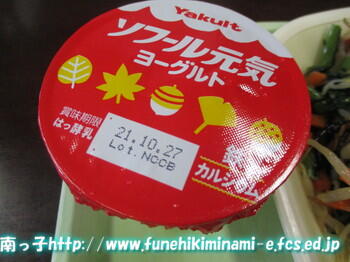 Yakult
ソフール元気
ヨーグルト
賞味期限
はっ酵乳
21.10.27
Lot.NCCB
鉄
カルシウム
南っ子http://www.funehikiminami-e.fcs.ed.jp